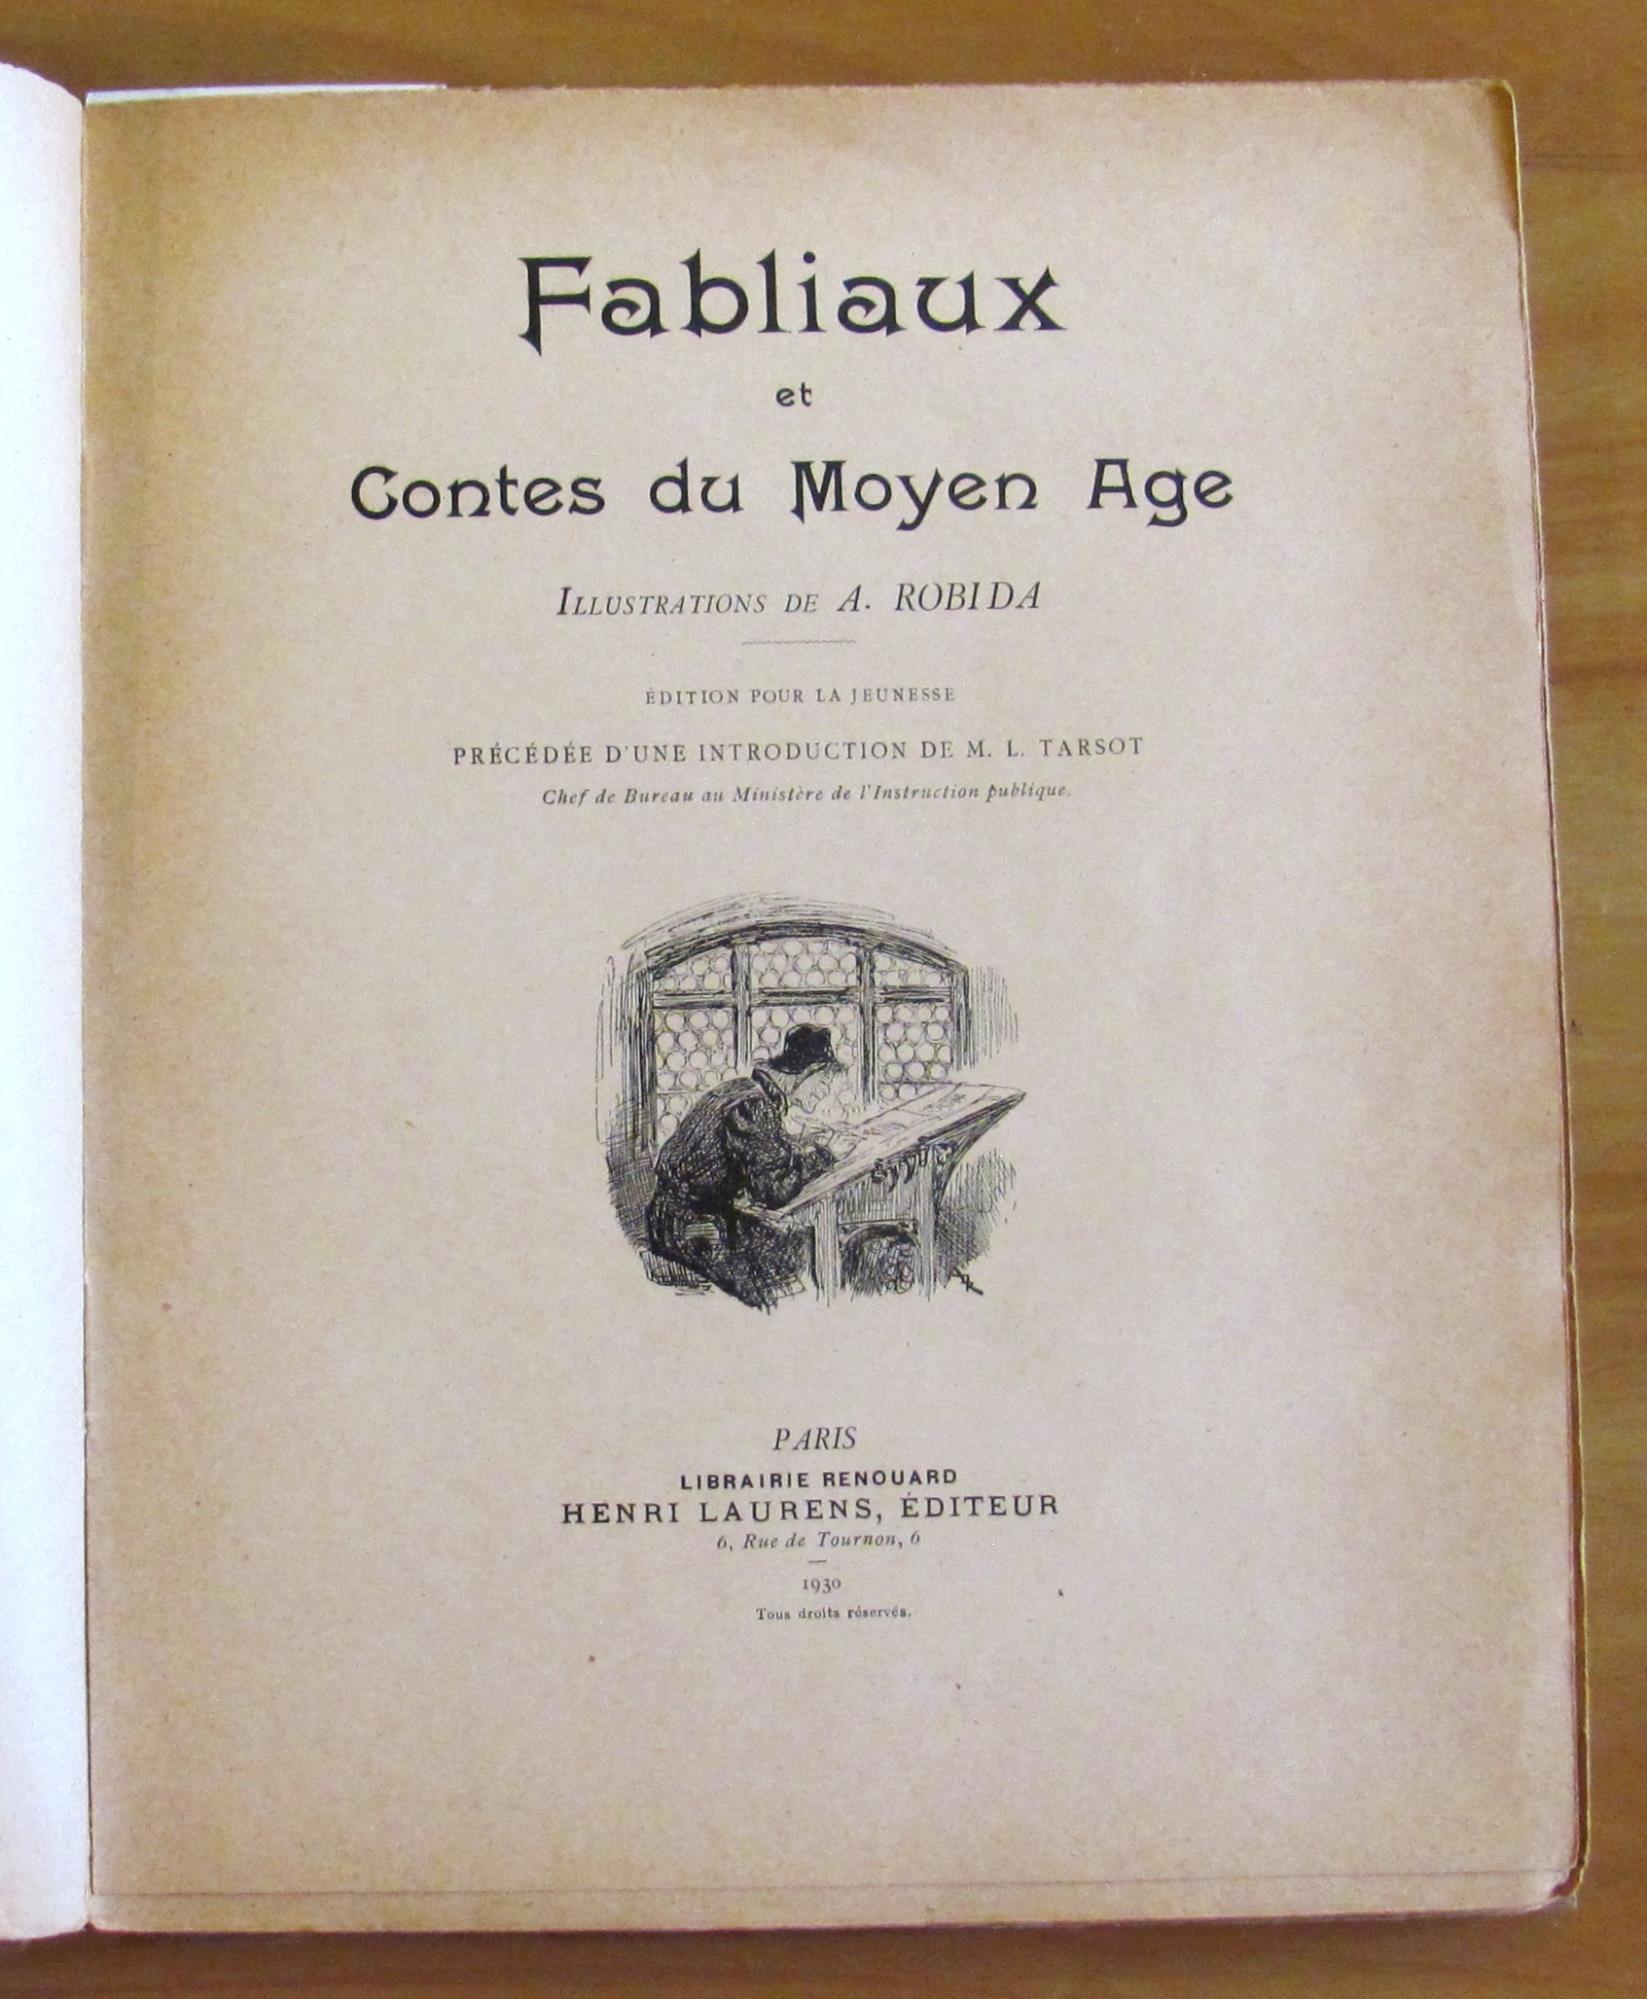 Fabliaux
et
Contes du Moyen Age
ILLUSTRATIONS DE A. ROBIDA
ÉDITION POUR LA JEUNESSE
PRÉCÉDÉE D'UNE INTRODUCTION DE M. L. TARSOT
Chef de Bureau au Ministère de l'Instruction publique.
AR
PARIS
LIBRAIRIE RENOUARD
HENRI LAURENS, ÉDITEUR
6, Rue de Tournon, 6
1930
Tous droits réservés.